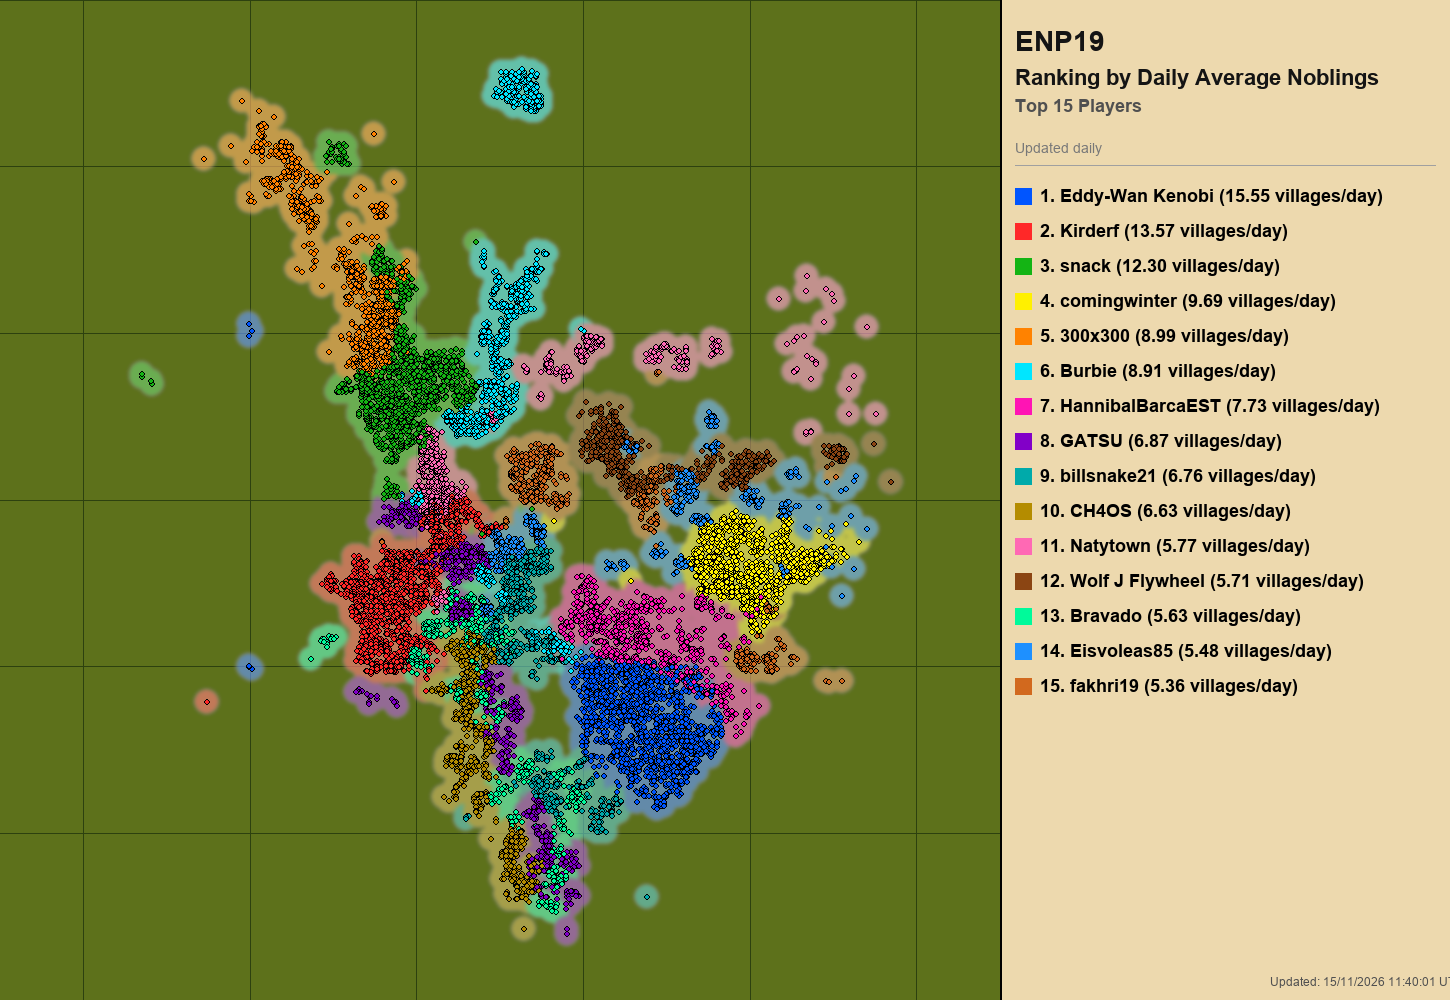 ENP19
Ranking by Daily Average Noblings
Top 15 Players
Updated daily
1. Eddy-Wan Kenobi (15.55 villages/day)
2. Kirderf (13.57 villages/day)
3. snack (12.30 villages/day)
4. comingwinter (9.69 villages/day)
5. 300x300 (8.99 villages/day)
6. Burbie (8.91 villages/day)
7. HannibalBarcaEST (7.73 villages/day)
8. GATSU (6.87 villages/day)
9. billsnake21 (6.76 villages/day)
10. CH4OS (6.63 villages/day)
11. Natytown (5.77 villages/day)
12. Wolf J Flywheel (5.71 villages/day)
13. Bravado (5.63 villages/day)
14. Eisvoleas85 (5.48 villages/day)
15. fakhri19 (5.36 villages/day)
Updated: 15/11/2026 11:40:01